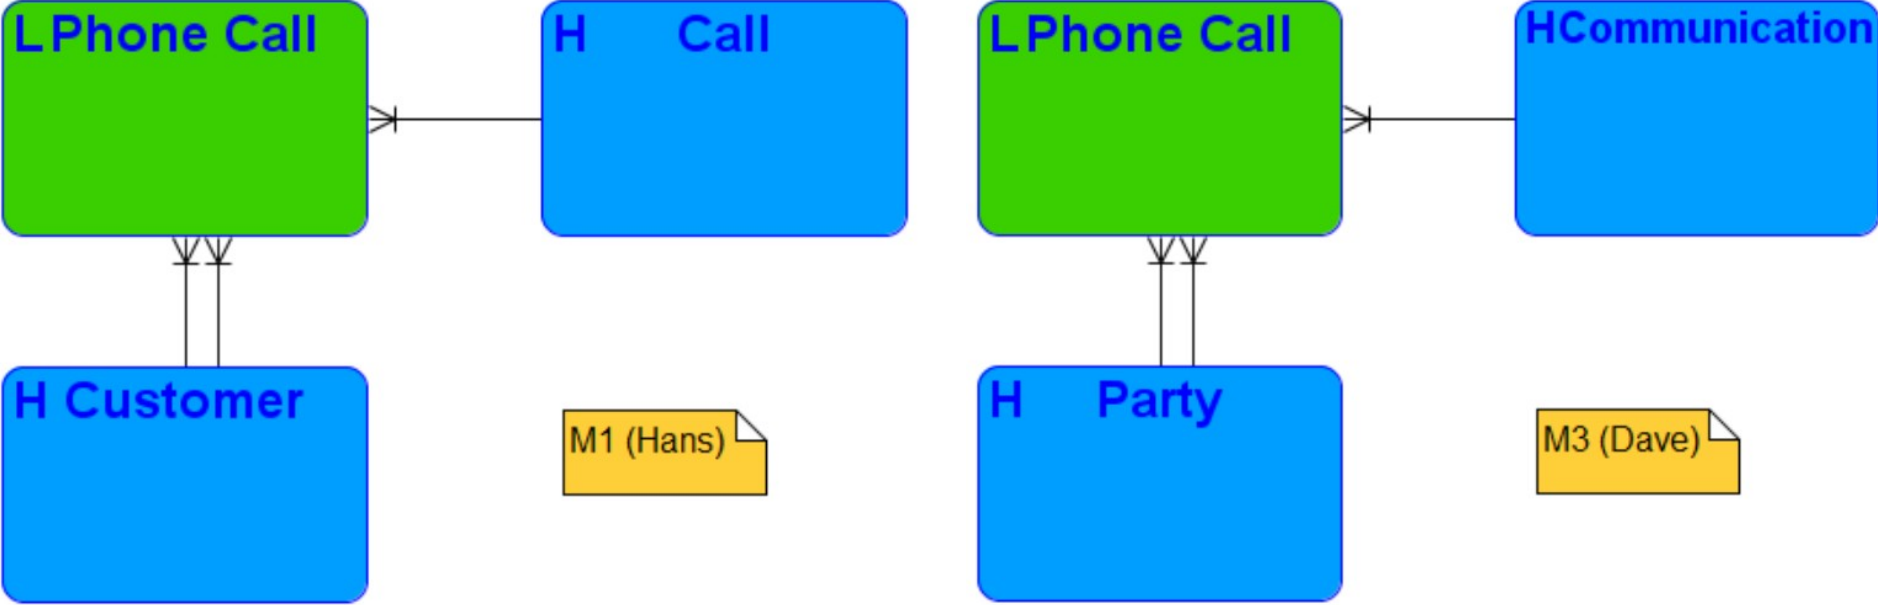 L Phone Call
H Call
L Phone Call
H Communication
H Customer
M1 (Hans)
H Party
M3 (Dave)